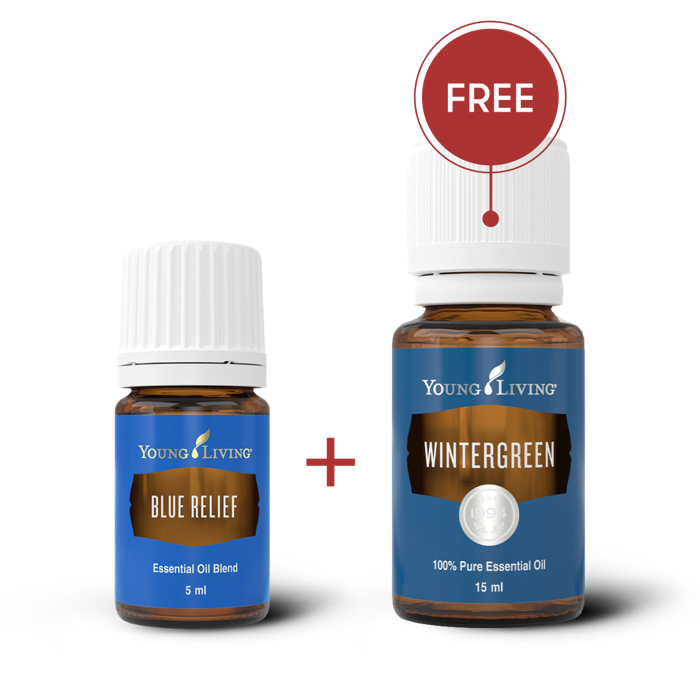 FREE
YOUNG LIVING®
BLUE RELIEF
Essential Oil Blend
5 ml
+
YOUNG LIVING®
WINTERGREEN
1994
100% Pure Essential Oil
15 ml